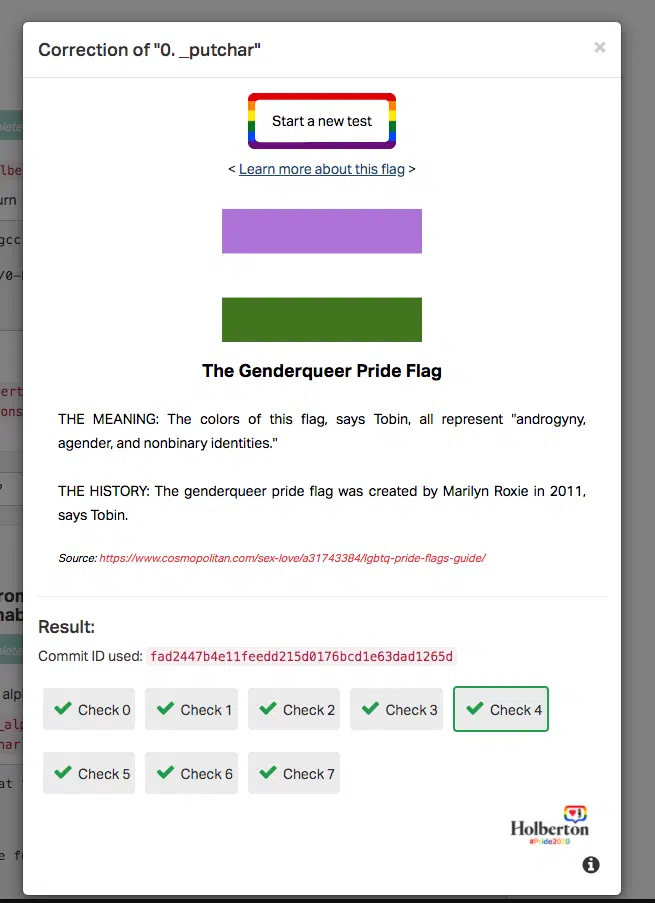 Correction of "0. _putchar"
×
Start a new test
< Learn more about this flag >
The Genderqueer Pride Flag
THE MEANING: The colors of this flag, says Tobin, all represent "androgyny,
agender, and nonbinary identities."
THE HISTORY: The genderqueer pride flag was created by Marilyn Roxie in 2011,
says Tobin.
Source: https://www.cosmopolitan.com/sex-love/a31743384/lgbtq-pride-flags-guide/
Result:
Commit ID used: fad2447b4e11feedd215d0176bcd1e63dad1265d
Check 0 Check 1 Check 2 Check 3 Check 4
Check 5 Check 6 Check 7
Holberton
#Pride2020